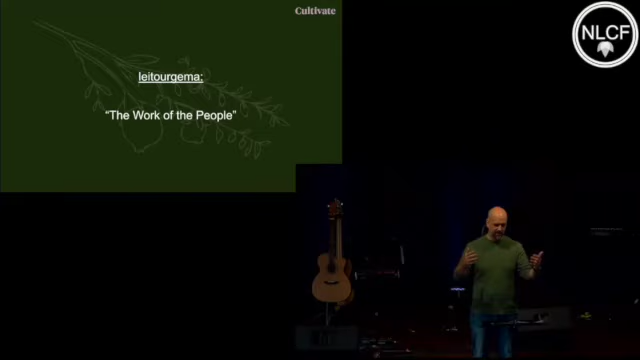 Cultivate
NLCF
leitourgema:
"The Work of the People"